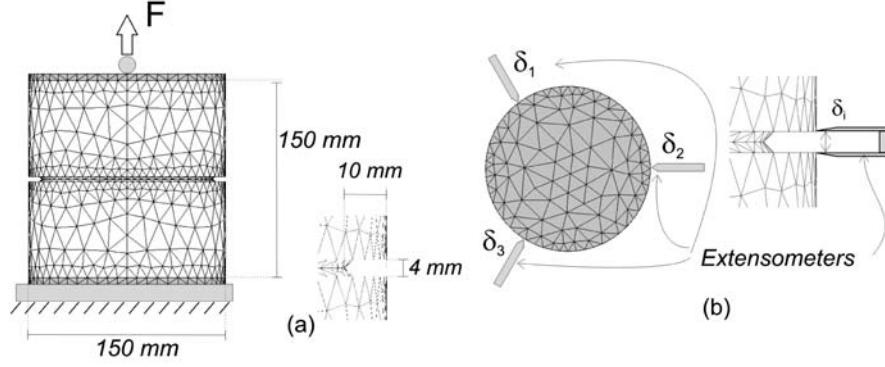 F
150 mm
10 mm
4 mm
(a)
150 mm
δ1
δ2
δ3
δi
Extensometers
(b)